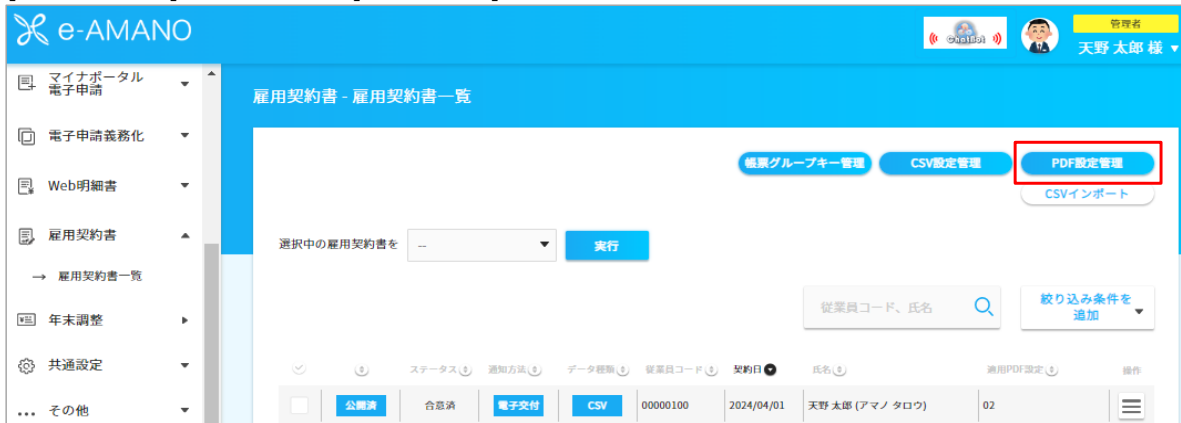 e-AMANO
ChatBot
管理者
天野 太郎 様 ▼
マイナポータル
電子申請
電子申請義務化
Web明細書
雇用契約書
→ 雇用契約書一覧
年末調整
共通設定
その他
雇用契約書 - 雇用契約書一覧
帳票グループキー管理 CSV設定管理 PDF設定管理
CSVインポート
選択中の雇用契約書を -- 実行
従業員コード、氏名 絞り込み条件を
追加
ステータス 通知方法 データ種類 従業員コード 契約日 氏名 適用PDF設定 操作
公開済 合意済 電子交付 CSV 00000100 2024/04/01 天野 太郎 (アマノ タロウ) 02